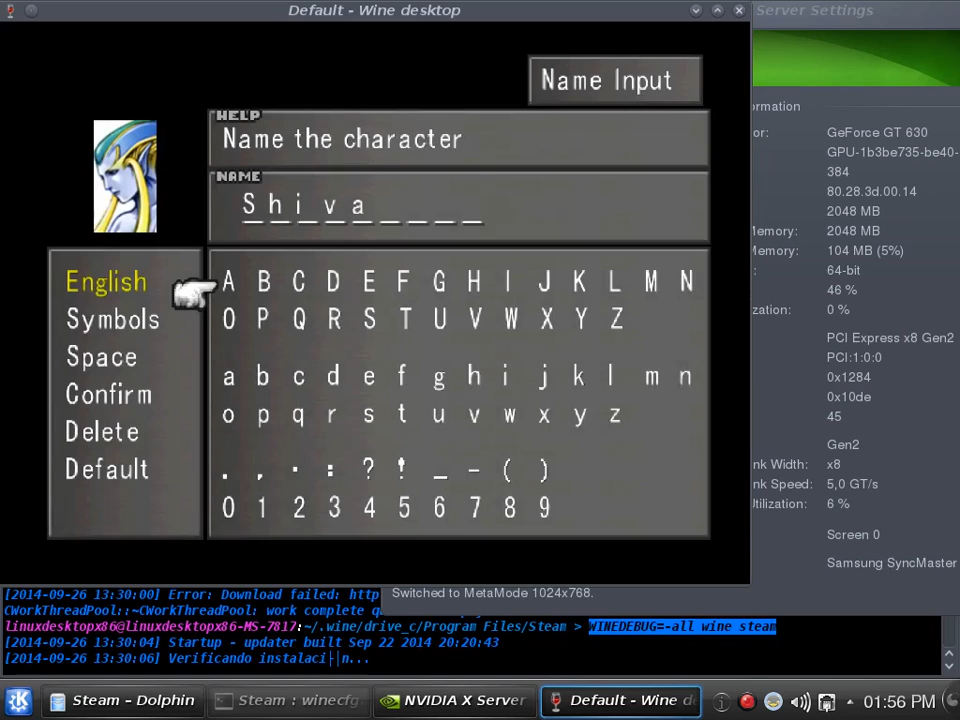 Default - Wine desktop
Server Settings
Name Input
HELP
Name the character
NAME
Shiva
English
Symbols
Space
Confirm
Delete
Default
A B C D E F G H I J K L M N
O P Q R S T U V W X Y Z
a b c d e f g h i j k l m n
o p q r s t u v w x y z
. , · : ? ! _ - ( )
0 1 2 3 4 5 6 7 8 9
ormation
or: GeForce GT 630
GPU-1b3be735-be40-
384
80.28.3d.00.14
2048 MB
Memory: 2048 MB
Memory: 104 MB (5%)
: 64-bit
46 %
zation: 0 %
PCI Express x8 Gen2
PCI:1:0:0
0x1284
0x10de
45
Gen2
nk Width: x8
nk Speed: 5,0 GT/s
tilization: 6 %
Screen 0
Samsung SyncMaster
Switched to MetaMode 1024x768.
[2014-09-26 13:30:00] Error: Download failed: http
CWorkThreadPool::~CWorkThreadPool: work complete q
linuxdesktopx86@linuxdesktopx86-MS-7817:~/.wine/drive_c/Program Files/Steam > WINEDEBUG=-all wine steam
[2014-09-26 13:30:04] Startup - updater built Sep 22 2014 20:20:43
[2014-09-26 13:30:06] Verificando instalaci├│n...
Steam - Dolphin
Steam : winecfg
NVIDIA X Server
Default - Wine de
01:56 PM